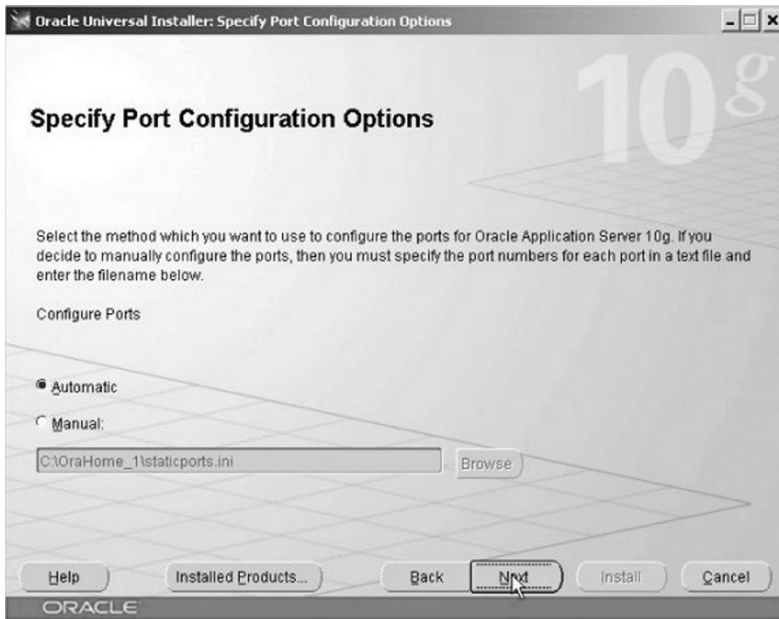 Oracle Universal Installer: Specify Port Configuration Options
10g
Specify Port Configuration Options
Select the method which you want to use to configure the ports for Oracle Application Server 10g. If you
decide to manually configure the ports, then you must specify the port numbers for each port in a text file and
enter the filename below.
Configure Ports
Automatic
Manual:
C:\OraHome_1\staticports.ini
Browse
Help
Installed Products...
Back
Next
Install
Cancel
ORACLE